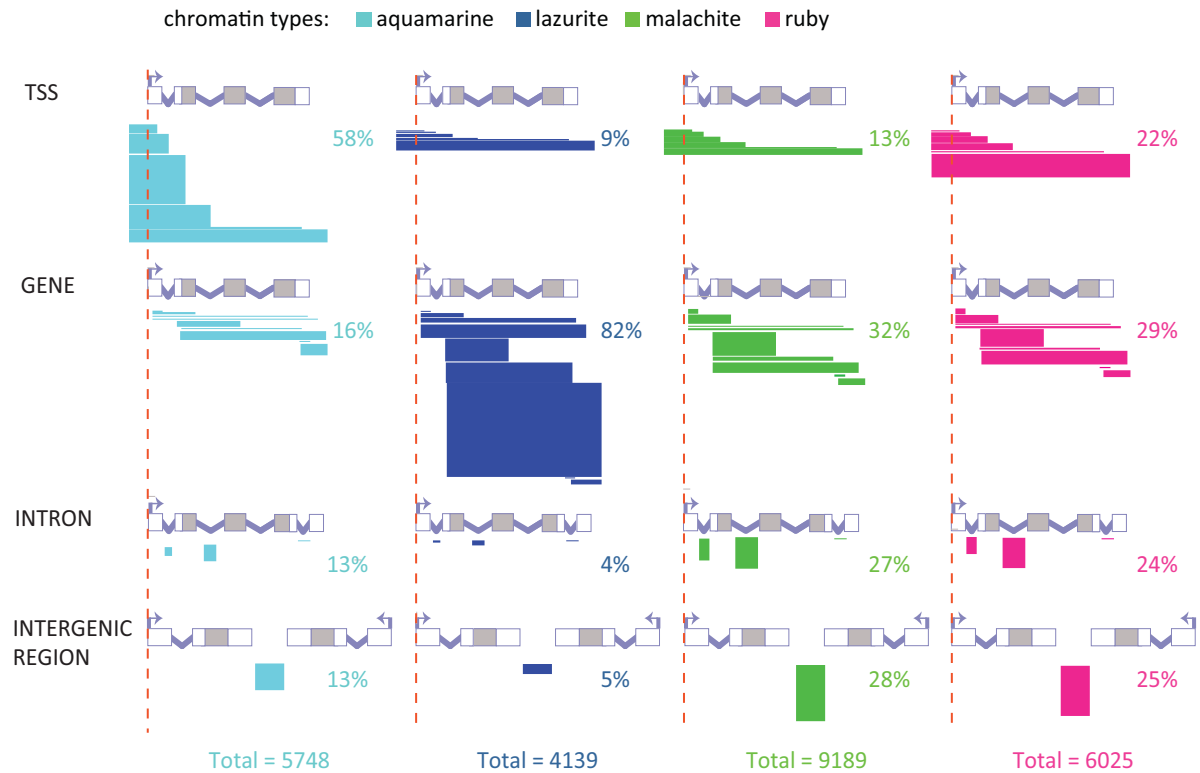 chromatin types: aquamarine lazurite malachite ruby
TSS
58% 9% 13% 22%
GENE
16% 82% 32% 29%
INTRON
13% 4% 27% 24%
INTERGENIC
REGION
13% 5% 28% 25%
Total = 5748 Total = 4139 Total = 9189 Total = 6025